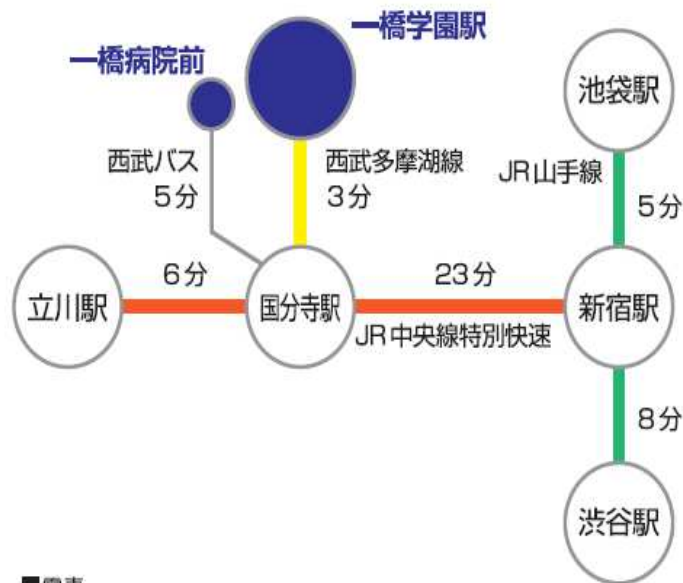 一橋学園駅
一橋病院前
池袋駅
西武バス
5分
西武多摩湖線
3分
JR山手線
5分
6分
23分
立川駅
国分寺駅
新宿駅
JR中央線特別快速
8分
渋谷駅